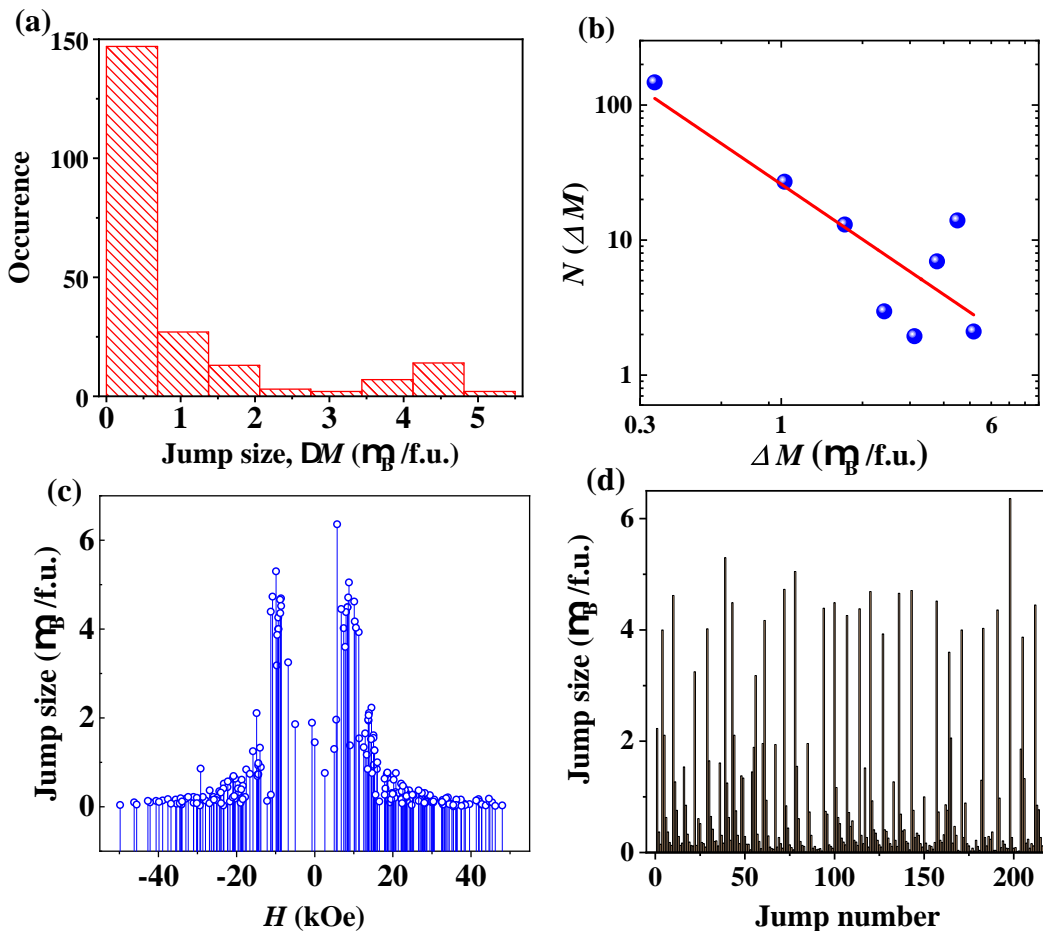 (a)
150
100
50
0
Occurence
0 1 2 3 4 5
Jump size, DM (mB /f.u.)
(b)
100
10
1
N (Δ M)
0.3 1 6
Δ M (mB /f.u.)
(c)
6
4
2
0
Jump size (mB /f.u.)
-40 -20 0 20 40
H (kOe)
(d)
6
4
2
0
Jump size (mB /f.u.)
0 50 100 150 200
Jump number